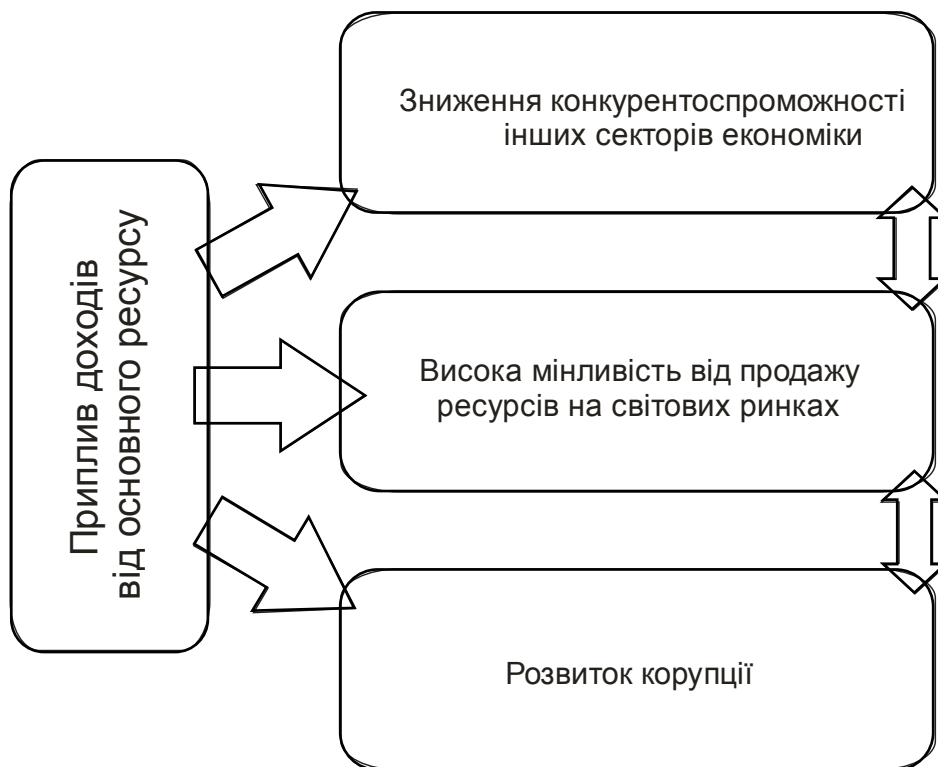 Приплив доходів
від основного ресурсу
Зниження конкурентоспроможності
інших секторів економіки
Висока мінливість від продажу
ресурсів на світових ринках
Розвиток корупції